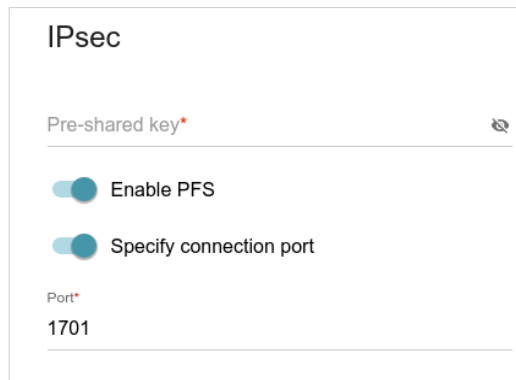 IPsec
Pre-shared key*
Enable PFS
Specify connection port
Port*
1701